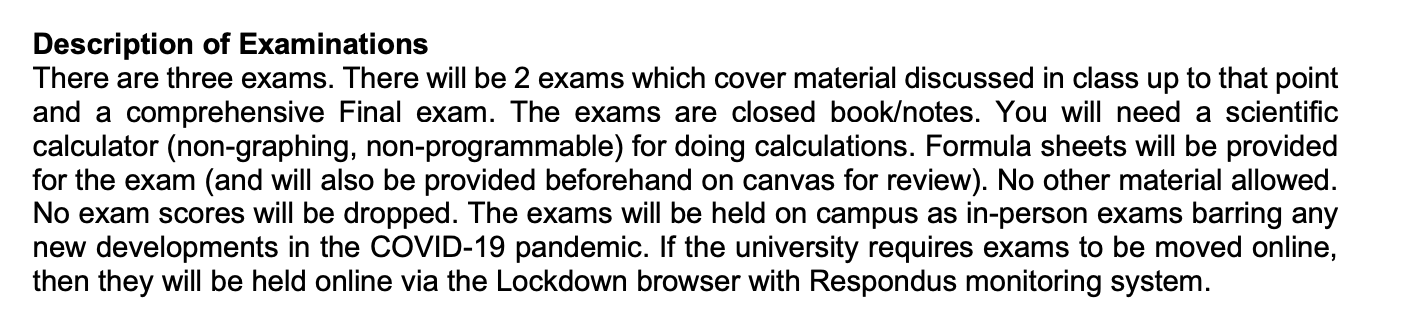 Description of Examinations
There are three exams. There will be 2 exams which cover material discussed in class up to that point
and a comprehensive Final exam. The exams are closed book/notes. You will need a scientific
calculator (non-graphing, non-programmable) for doing calculations. Formula sheets will be provided
for the exam (and will also be provided beforehand on canvas for review). No other material allowed.
No exam scores will be dropped. The exams will be held on campus as in-person exams barring any
new developments in the COVID-19 pandemic. If the university requires exams to be moved online,
then they will be held online via the Lockdown browser with Respondus monitoring system.